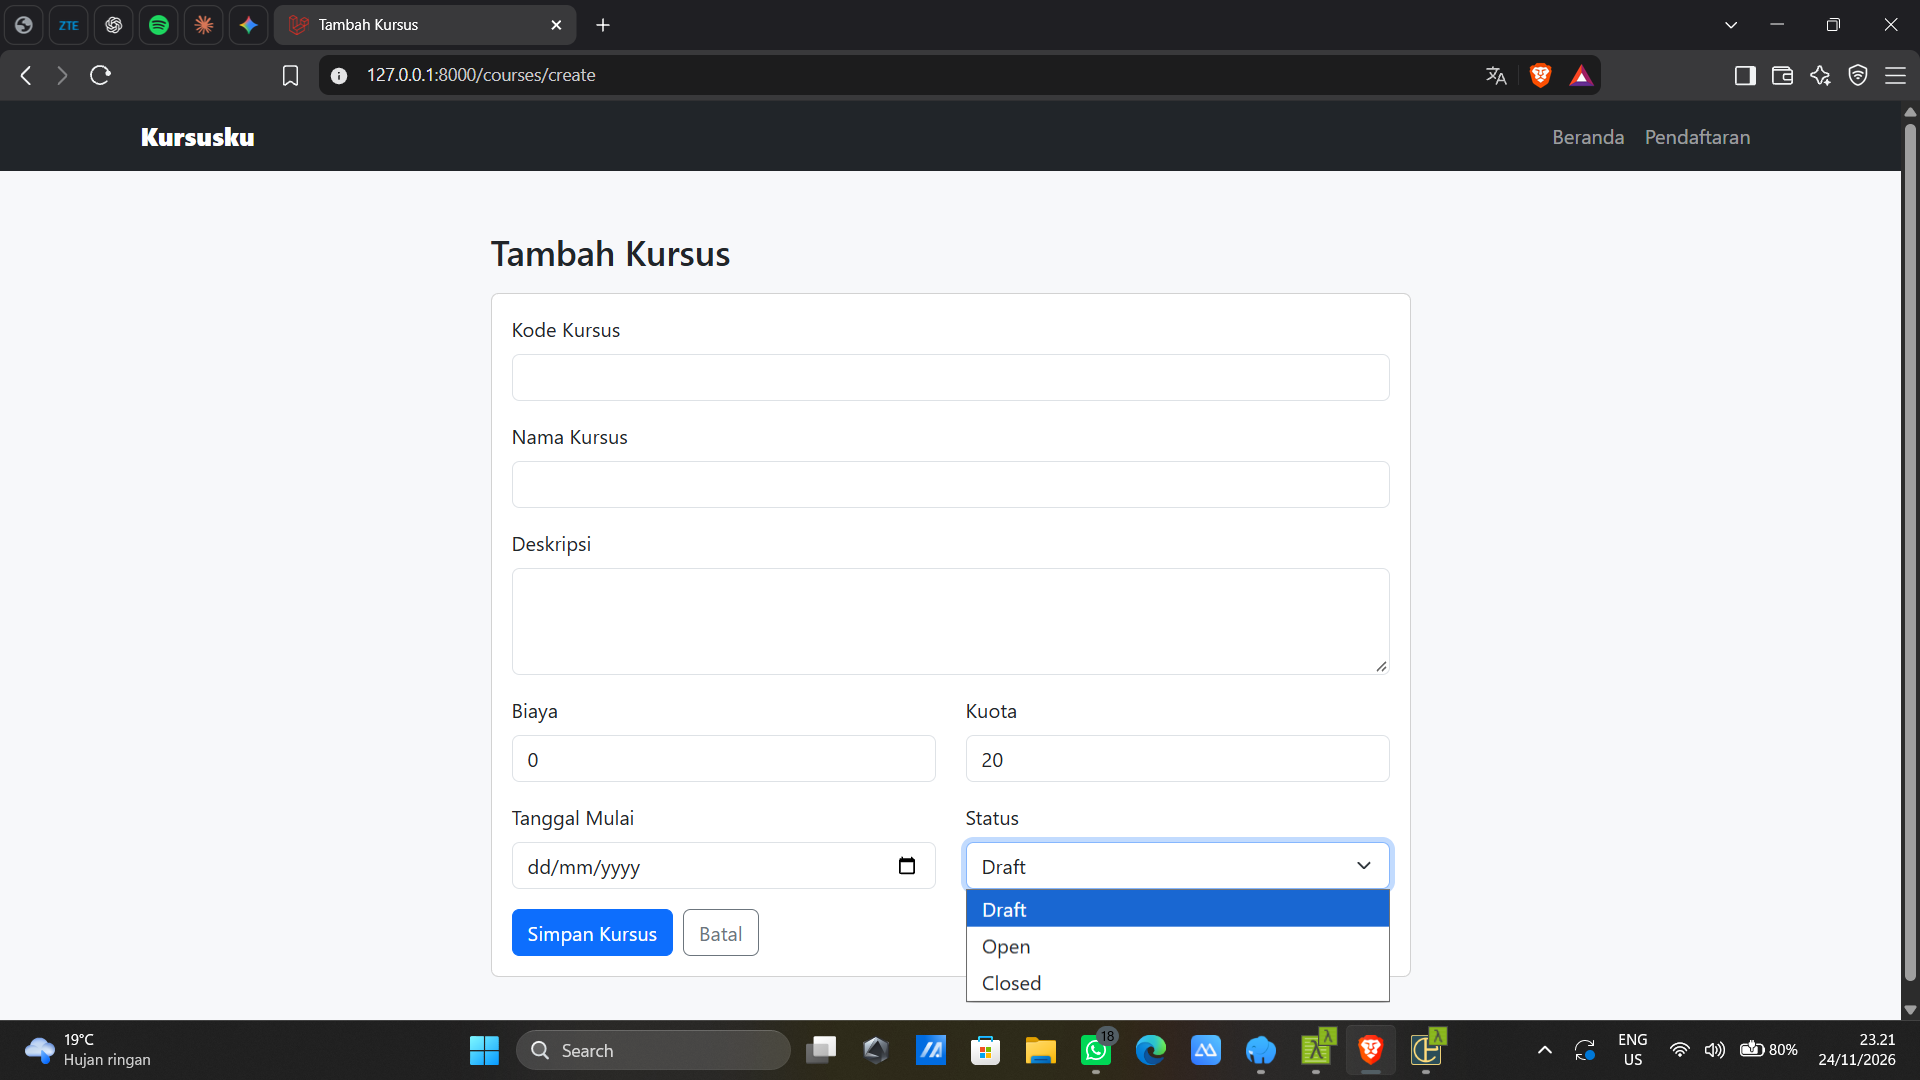 ZTE
Tambah Kursus
127.0.0.1:8000/courses/create
Kursusku
Beranda
Pendaftaran
Tambah Kursus
Kode Kursus
Nama Kursus
Deskripsi
Biaya
Kuota
0
20
Tanggal Mulai
Status
dd/mm/yyyy
Draft
Draft
Open
Closed
Simpan Kursus
Batal
19°C
Hujan ringan
Search
18
ENG
US
80%
23.21
24/11/2026